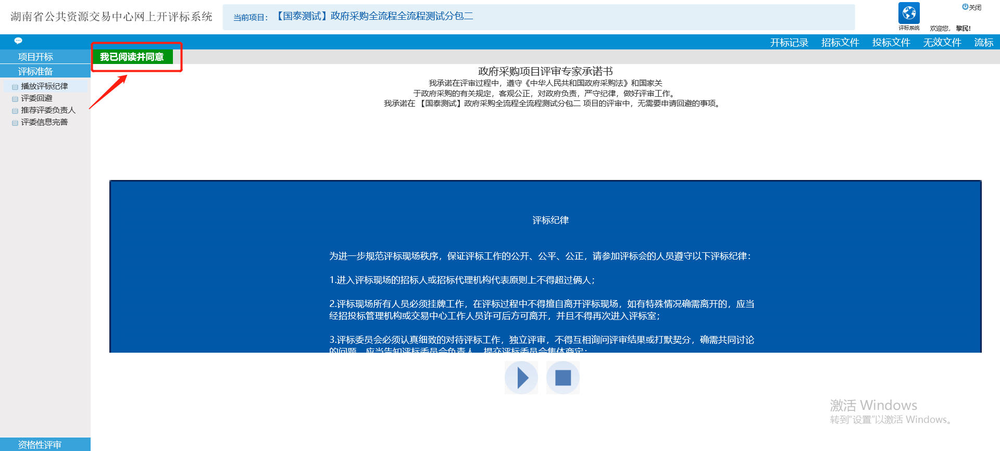 湖南省公共资源交易中心网上开评标系统
当前项目：
【国泰测试】政府采购全流程全流程测试分包二
评标系统
关闭
欢迎您，黎民!
开标记录 招标文件 投标文件 无效文件 流标
项目开标
评标准备
播放评标纪律
评委回避
推荐评委负责人
评委信息完善
资格性评审
我已阅读并同意
政府采购项目评审专家承诺书
我承诺在评审过程中，遵守《中华人民共和国政府采购法》和国家关
于政府采购的有关规定，客观公正，对政府负责，严守纪律，做好评审工作。
我承诺在 【国泰测试】政府采购全流程全流程测试分包二 项目的评审中，无需要申请回避的事项。
评标纪律
为进一步规范评标现场秩序，保证评标工作的公开、公平、公正，请参加评标会的人员遵守以下评标纪律：
1.进入评标现场的招标人或招标代理机构代表原则上不得超过俩人；
2.评标现场所有人员必须挂牌工作，在评标过程中不得擅自离开评标现场，如有特殊情况确需离开的，应当
经招投标管理机构或交易中心工作人员许可后方可离开，并且不得再次进入评标室；
3.评标委员会必须认真细致的对待评标工作，独立评审，不得互相询问评审结果或打默契分，确需共同讨论
的问题，应当告知评标委员会负责人，提交评标委员会集体商定；
激活 Windows
转到“设置”以激活 Windows。